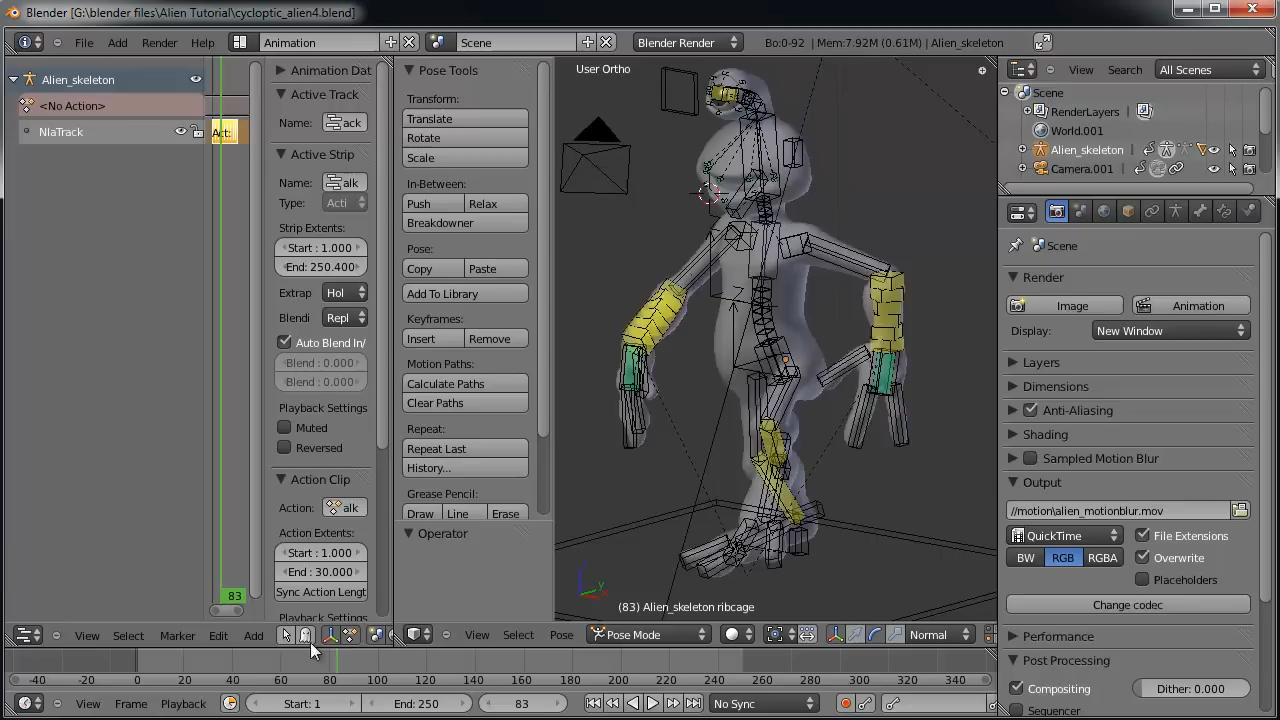 Blender [G:\blender files\Alien Tutorial\cycloptic_alien4.blend]
File Add Render Help Animation Scene Blender Render Bo:0-92 | Mem:7.92M (0.61M) | Alien_skeleton
Alien_skeleton
<No Action>
NlaTrack
83
Animation Dat
Active Track
Name: ack
Active Strip
Name: alk
Type: Acti
Strip Extents:
Start : 1.000
End: 250.400
Extrap Hol
Blendi Repl
Auto Blend In/
Blend : 0.000
Blend : 0.000
Playback Settings
Muted
Reversed
Action Clip
Action: alk
Action Extents:
Start : 1.000
End : 30.000
Sync Action Lengt
Playback Settings
Pose Tools
Transform:
Translate
Rotate
Scale
In-Between:
Push Relax
Breakdowner
Pose:
Copy Paste
Add To Library
Keyframes:
Insert Remove
Motion Paths:
Calculate Paths
Clear Paths
Repeat:
Repeat Last
History...
Grease Pencil:
Draw Line Erase
Operator
User Ortho
(83) Alien_skeleton ribcage
View Search All Scenes
Scene
RenderLayers
World.001
Alien_skeleton
Camera.001
Scene
Render
Image Animation
Display: New Window
Layers
Dimensions
Anti-Aliasing
Shading
Sampled Motion Blur
Output
//motion\alien_motionblur.mov
QuickTime File Extensions
BW RGB RGBA Overwrite
Placeholders
Change codec
Performance
Post Processing
Compositing Dither: 0.000
Sequencer
View Select Marker Edit Add
View Select Pose Pose Mode Normal
-40 -20 0 20 40 60 80 100 120 140 160 180 200 220 240 260 280 300 320 340
View Frame Playback Start: 1 End: 250 83 No Sync